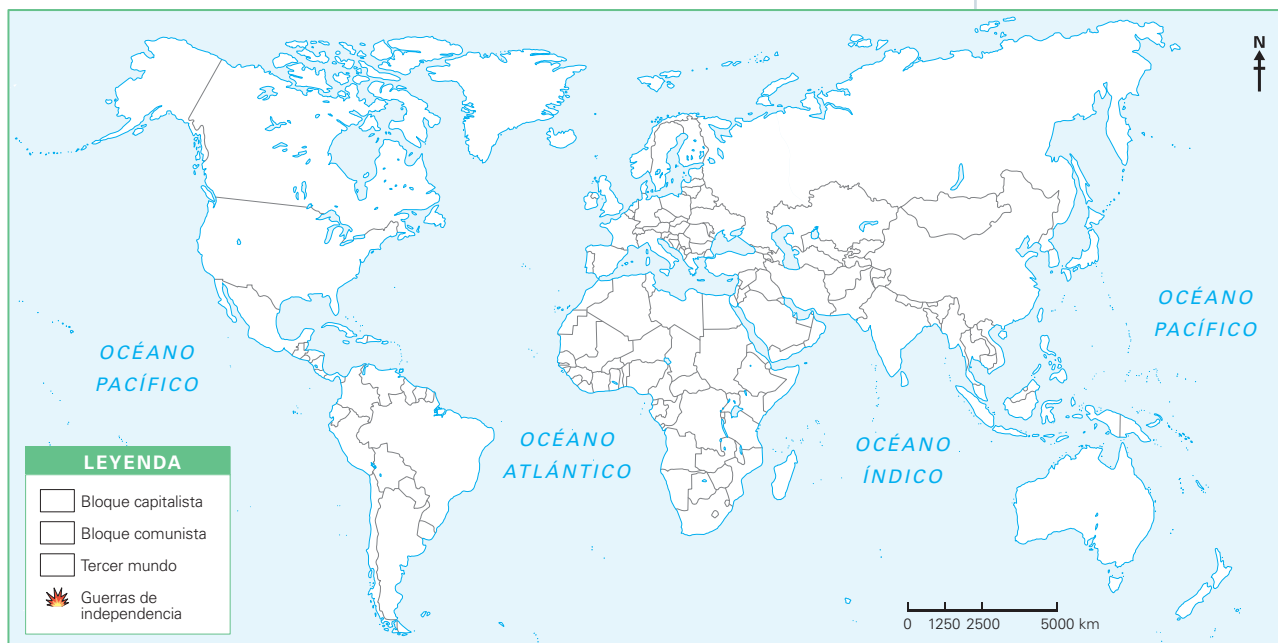 N
OCÉANO
PACÍFICO
OCÉANO
PACÍFICO
OCÉANO
ATLÁNTICO
OCÉANO
ÍNDICO
LEYENDA
Bloque capitalista
Bloque comunista
Tercer mundo
Guerras de
independencia
0 1250 2500 5000 km